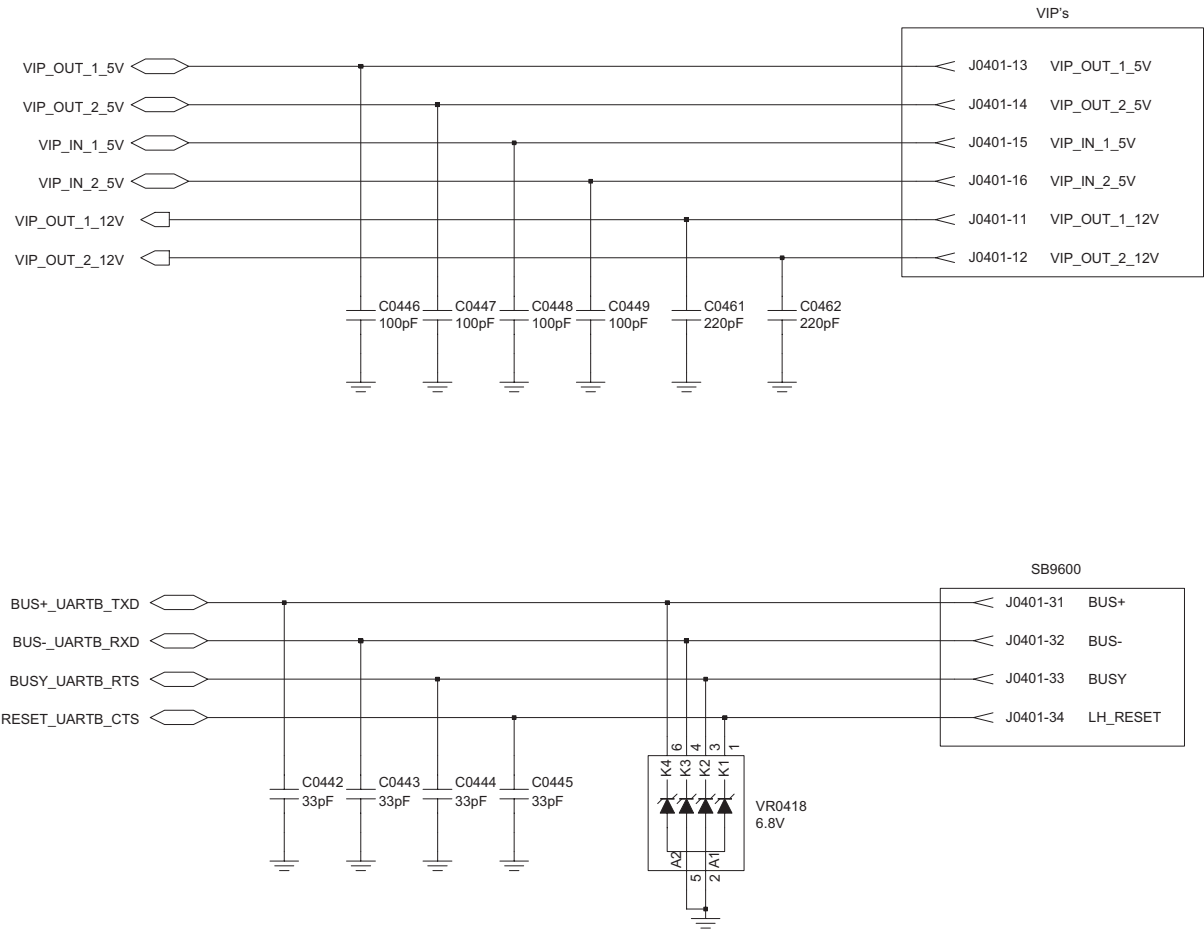 VIP's
VIP_OUT_1_5V J0401-13 VIP_OUT_1_5V
VIP_OUT_2_5V J0401-14 VIP_OUT_2_5V
VIP_IN_1_5V J0401-15 VIP_IN_1_5V
VIP_IN_2_5V J0401-16 VIP_IN_2_5V
VIP_OUT_1_12V J0401-11 VIP_OUT_1_12V
VIP_OUT_2_12V J0401-12 VIP_OUT_2_12V
C0446 C0447 C0448 C0449 C0461 C0462
100pF 100pF 100pF 100pF 220pF 220pF
SB9600
BUS+_UARTB_TXD J0401-31 BUS+
BUS-_UARTB_RXD J0401-32 BUS-
BUSY_UARTB_RTS J0401-33 BUSY
RESET_UARTB_CTS J0401-34 LH_RESET
6 4 3 1
K4 K3 K2 K1
C0442 C0443 C0444 C0445
33pF 33pF 33pF 33pF
VR0418
6.8V
A2 A1
5 2